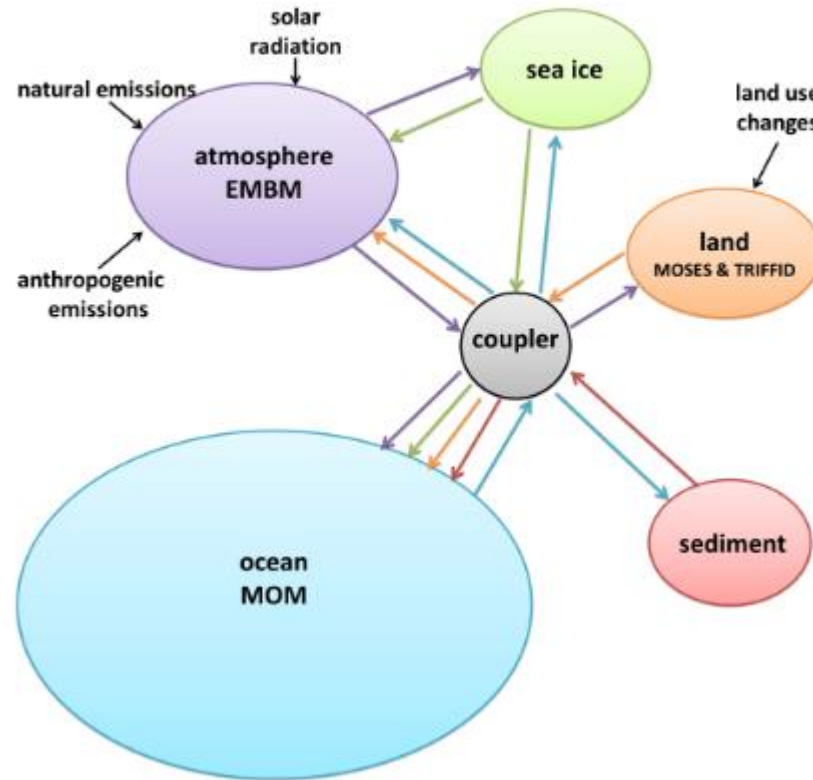 solar
radiation
natural emissions
sea ice
land use
changes
atmosphere
EMBM
land
MOSES & TRIFFID
anthropogenic
emissions
coupler
ocean
MOM
sediment